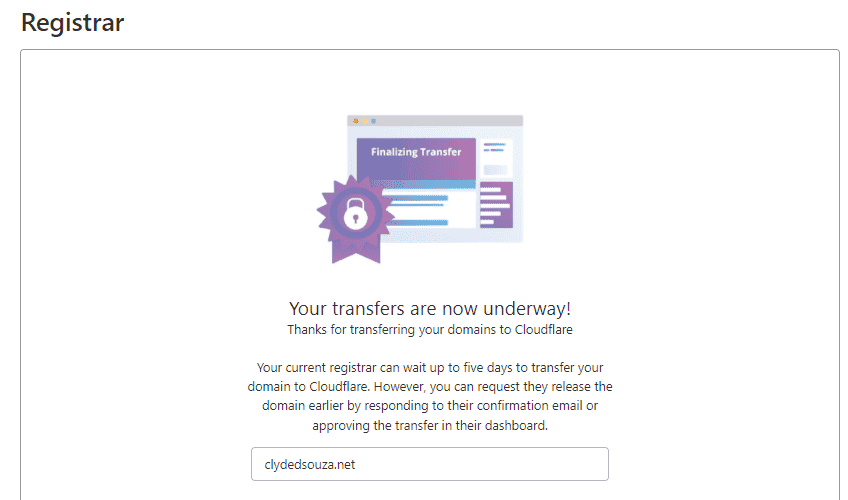 Registrar
Finalizing Transfer
Your transfers are now underway!
Thanks for transferring your domains to Cloudflare
Your current registrar can wait up to five days to transfer your
domain to Cloudflare. However, you can request they release the
domain earlier by responding to their confirmation email or
approving the transfer in their dashboard.
clydedsouza.net